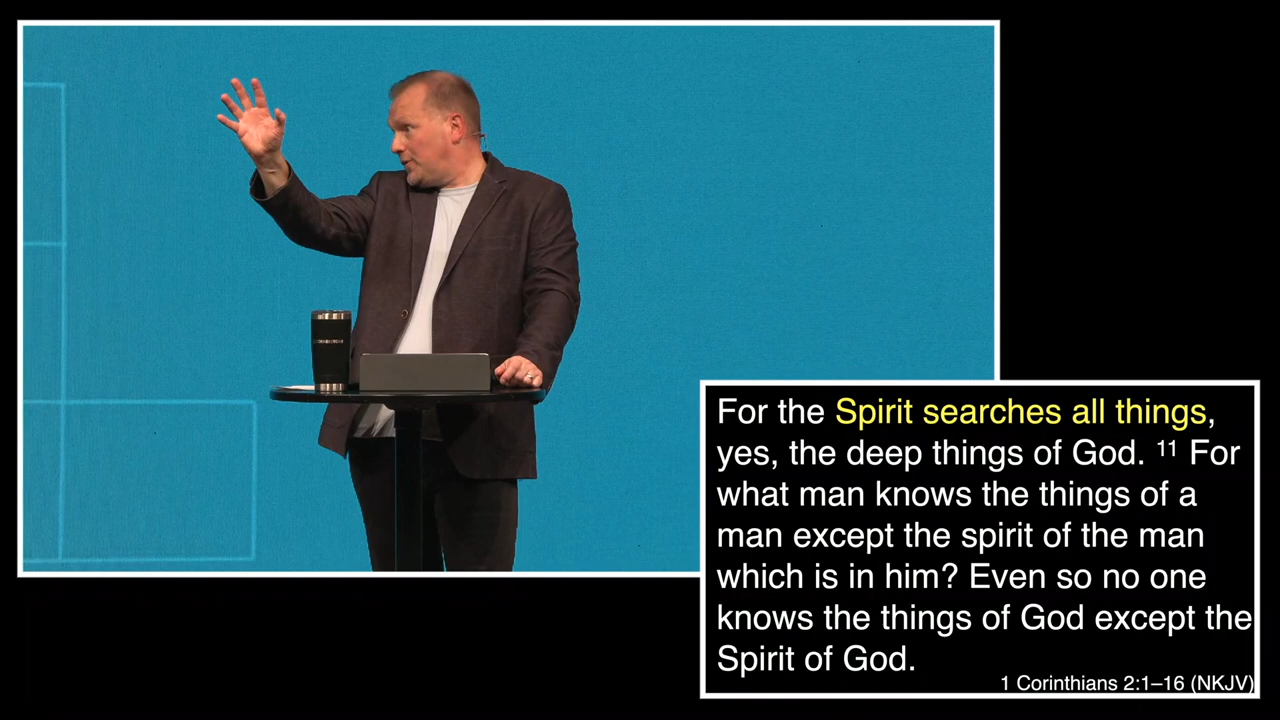 For the Spirit searches all things,
yes, the deep things of God. ¹¹ For
what man knows the things of a
man except the spirit of the man
which is in him? Even so no one
knows the things of God except the
Spirit of God.
1 Corinthians 2:1–16 (NKJV)